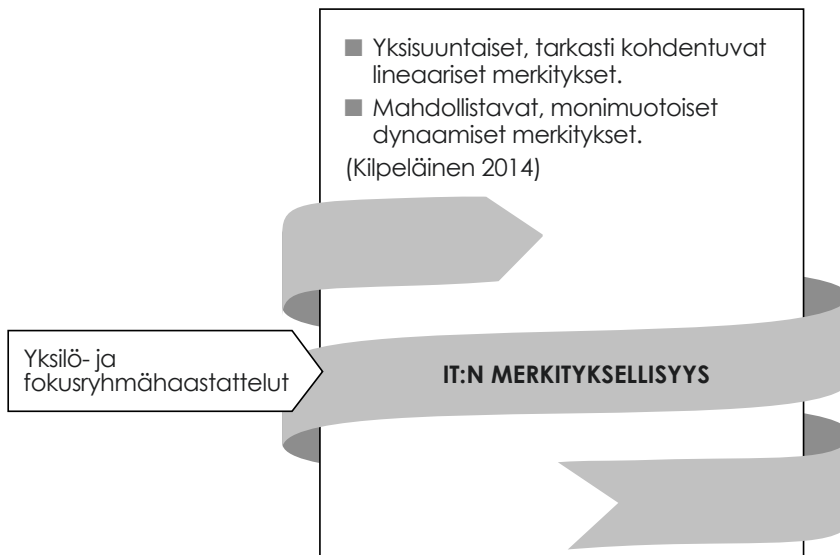 ■ Yksisuuntaiset, tarkasti kohdentuvat
lineaariset merkitykset.
■ Mahdollistavat, monimuotoiset
dynaamiset merkitykset.
(Kilpeläinen 2014)
Yksilö- ja
fokusryhmähaastattelut
IT:N MERKITYKSELLISYYS